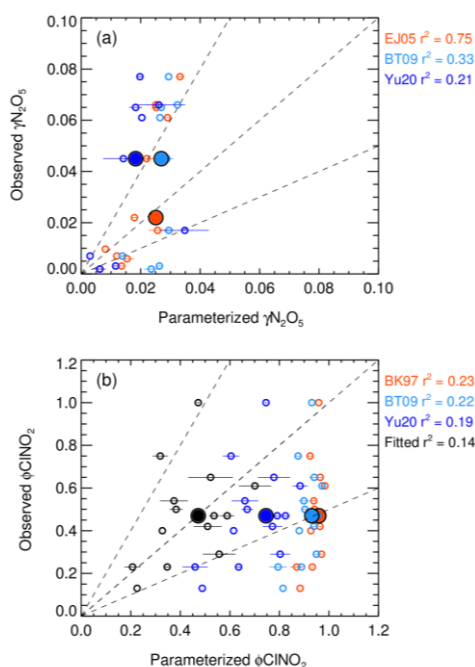 (a)
EJ05 r² = 0.75
BT09 r² = 0.33
Yu20 r² = 0.21
Observed γN₂O₅
0.10
0.08
0.06
0.04
0.02
0.00
0.00 0.02 0.04 0.06 0.08 0.10
Parameterized γN₂O₅
(b)
BK97 r² = 0.23
BT09 r² = 0.22
Yu20 r² = 0.19
Fitted r² = 0.14
Observed ϕClNO₂
1.2
1.0
0.8
0.6
0.4
0.2
0.0
0.0 0.2 0.4 0.6 0.8 1.0 1.2
Parameterized ϕClNO₂